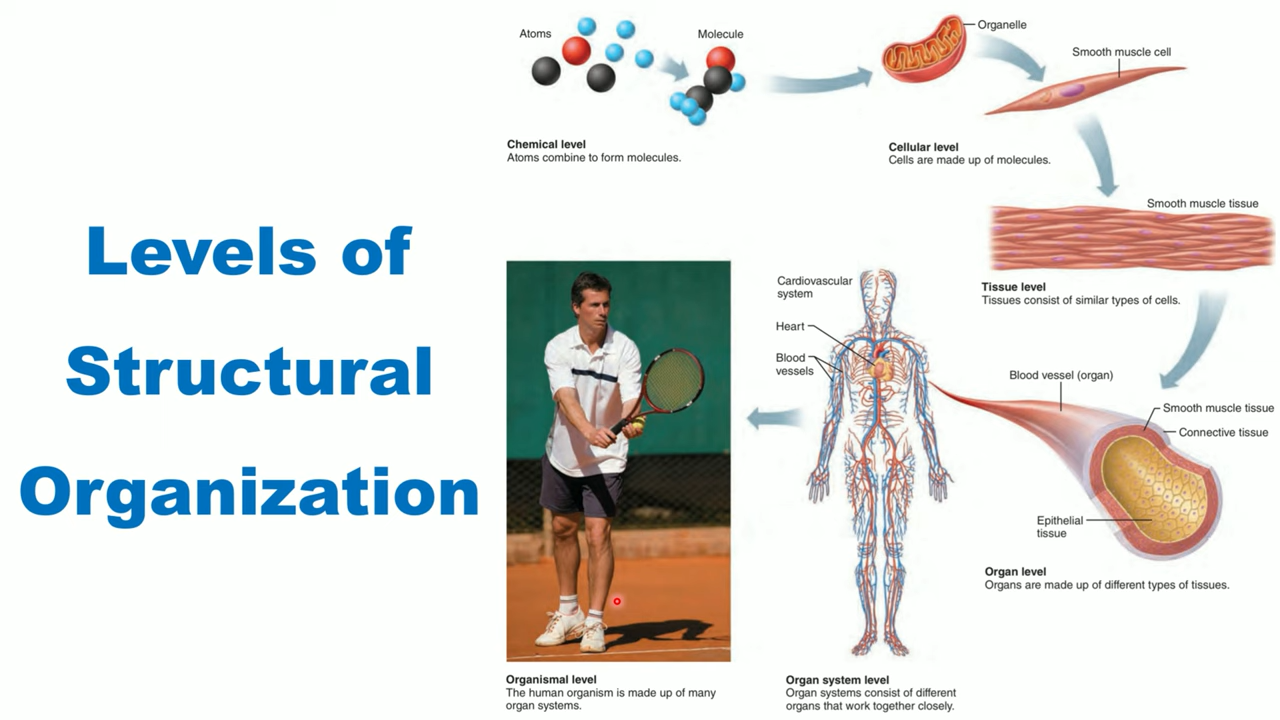 Levels of
Structural
Organization
Atoms
Molecule
Chemical level
Atoms combine to form molecules.
Organelle
Smooth muscle cell
Cellular level
Cells are made up of molecules.
Smooth muscle tissue
Tissue level
Tissues consist of similar types of cells.
Blood vessel (organ)
Smooth muscle tissue
Connective tissue
Epithelial
tissue
Organ level
Organs are made up of different types of tissues.
Cardiovascular
system
Heart
Blood
vessels
Organ system level
Organ systems consist of different
organs that work together closely.
Organismal level
The human organism is made up of many
organ systems.